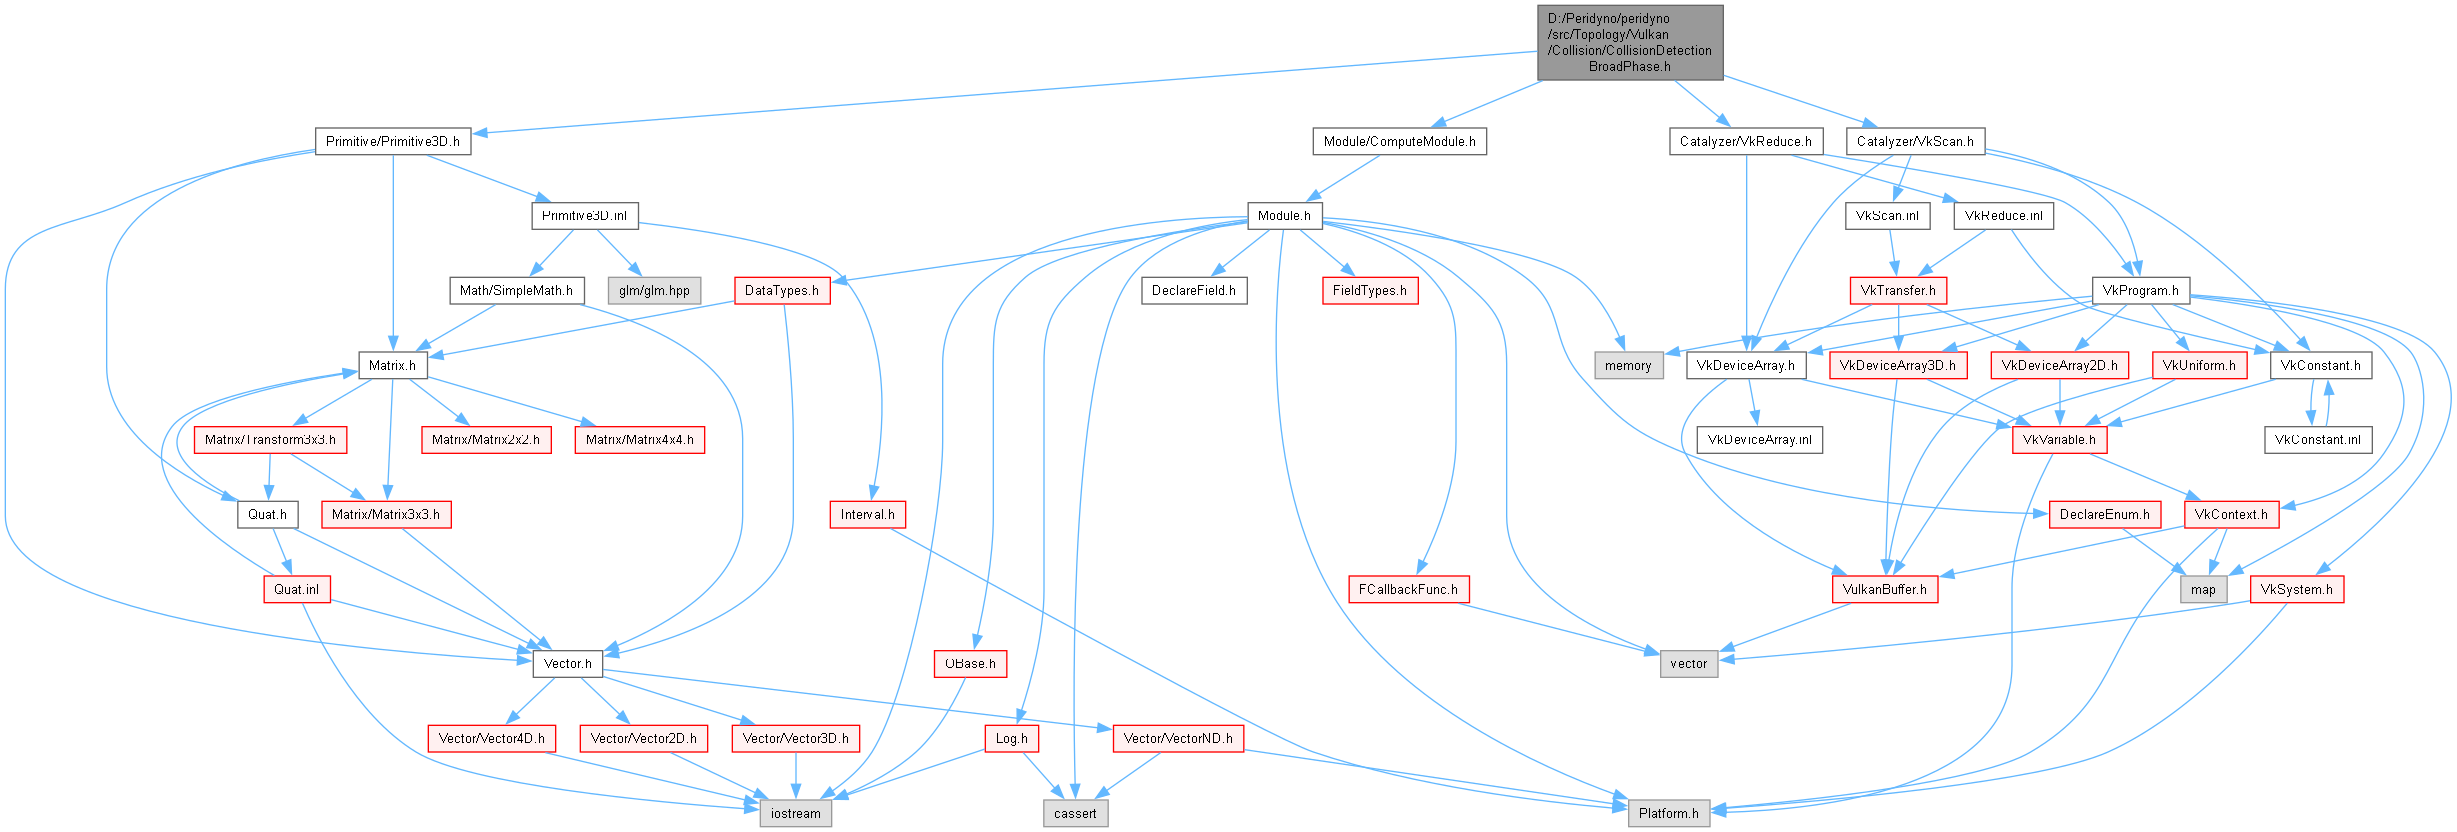 D:/Peridyno/peridyno
/src/Topology/Vulkan
/Collision/CollisionDetection
BroadPhase.h
Primitive/Primitive3D.h
Module/ComputeModule.h
Catalyzer/VkReduce.h
Catalyzer/VkScan.h
Primitive3D.inl
Module.h
VkScan.inl
VkReduce.inl
Math/SimpleMath.h
glm/glm.hpp
DataTypes.h
DeclareField.h
FieldTypes.h
VkTransfer.h
VkProgram.h
Matrix.h
memory
VkDeviceArray.h
VkDeviceArray3D.h
VkDeviceArray2D.h
VkUniform.h
VkConstant.h
Matrix/Transform3x3.h
Matrix/Matrix2x2.h
Matrix/Matrix4x4.h
VkDeviceArray.inl
VkVariable.h
VkConstant.inl
Quat.h
Matrix/Matrix3x3.h
Interval.h
DeclareEnum.h
VkContext.h
Quat.inl
FCallbackFunc.h
VulkanBuffer.h
map
VkSystem.h
Vector.h
OBase.h
vector
Vector/Vector4D.h
Vector/Vector2D.h
Vector/Vector3D.h
Log.h
Vector/VectorND.h
iostream
cassert
Platform.h